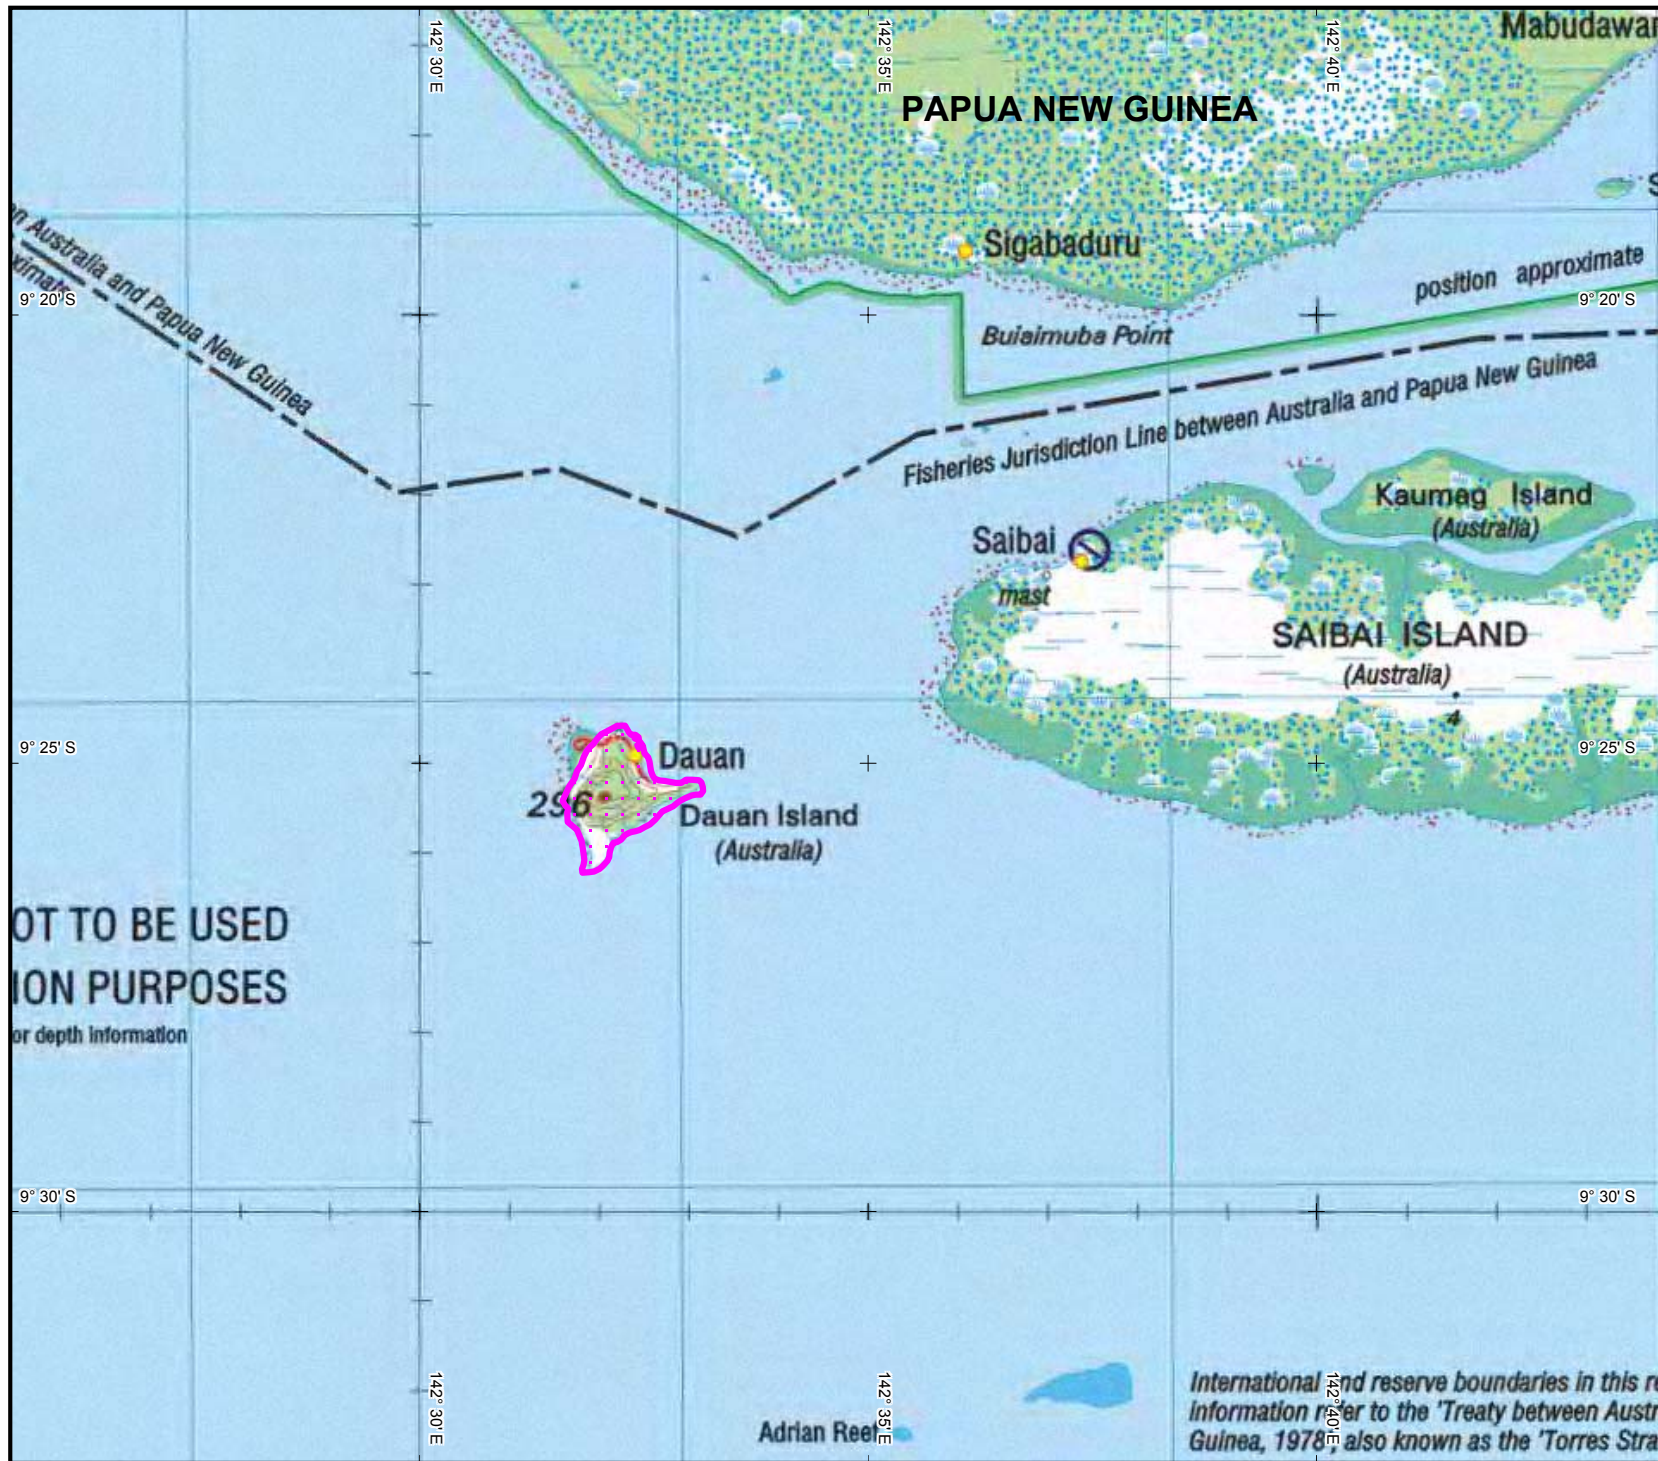 142° 30' E
142° 35' E
142° 40' E
Mabudawan
PAPUA NEW GUINEA
Sigabaduru
position approximate
on Australia and Papua New Guinea
9° 20' S
9° 20' S
Buiaimuba Point
Fisheries Jurisdiction Line between Australia and Papua New Guinea
Kaumag Island
(Australia)
Saibai
mast
SAIBAI ISLAND
(Australia)
4
9° 25' S
Dauan
9° 25' S
296
Dauan Island
(Australia)
OT TO BE USED
ION PURPOSES
or depth information
9° 30' S
9° 30' S
142° 30' E
142° 35' E
142° 40' E
Adrian Reef
International and reserve boundaries in this re
information refer to the 'Treaty between Austr
Guinea, 1978', also known as the 'Torres Stra